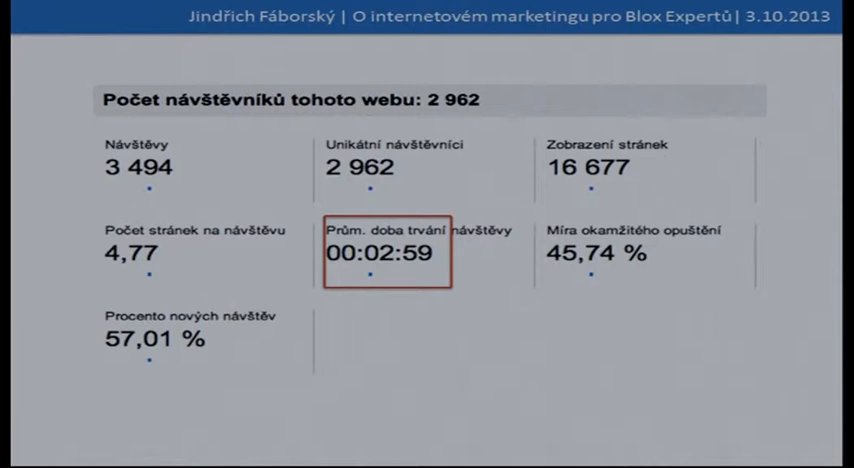 Jindřich Fáborský | O internetovém marketingu pro Blox Expertů| 3.10.2013
Počet návštěvníků tohoto webu: 2 962
Návštěvy
3 494
Unikátní návštěvníci
2 962
Zobrazení stránek
16 677
Počet stránek na návštěvu
4,77
Prům. doba trvání návštěvy
00:02:59
Míra okamžitého opuštění
45,74 %
Procento nových návštěv
57,01 %